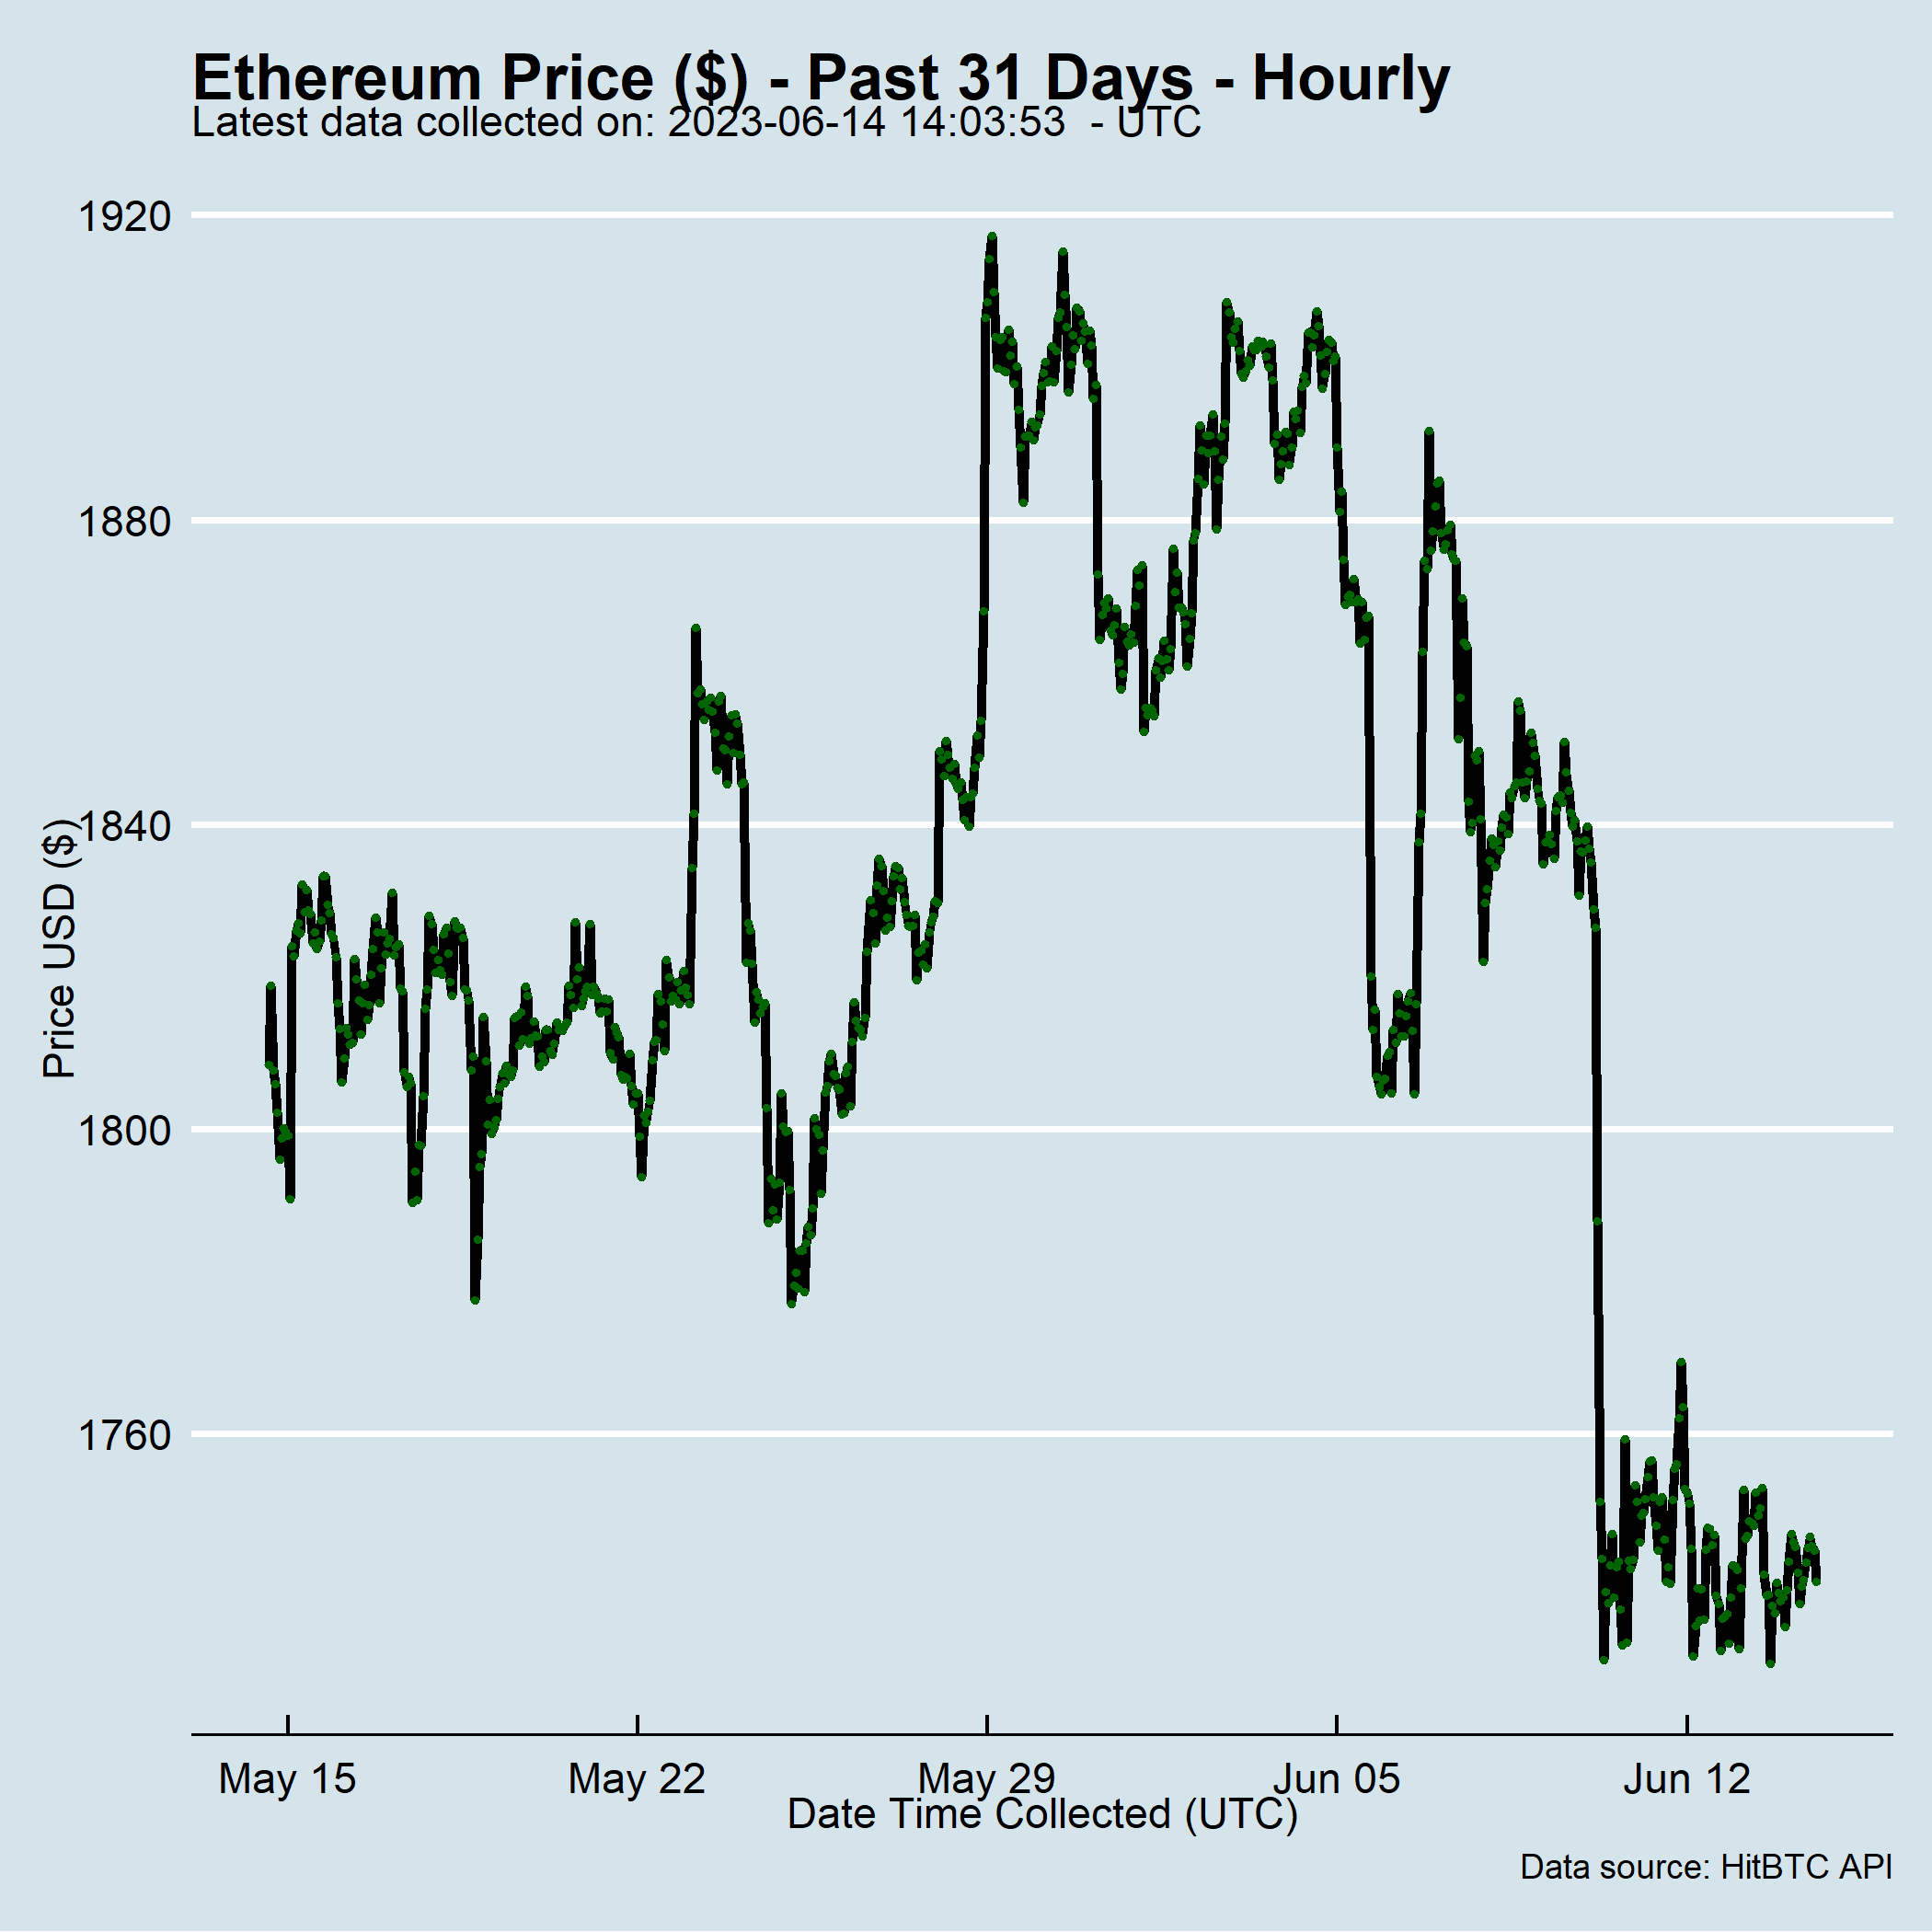 Ethereum Price ($) - Past 31 Days - Hourly
Latest data collected on: 2023-06-14 14:03:53  - UTC
1920
1880
1840
1800
1760
Price USD ($)
May 15
May 22
May 29
Jun 05
Jun 12
Date Time Collected (UTC)
Data source: HitBTC API